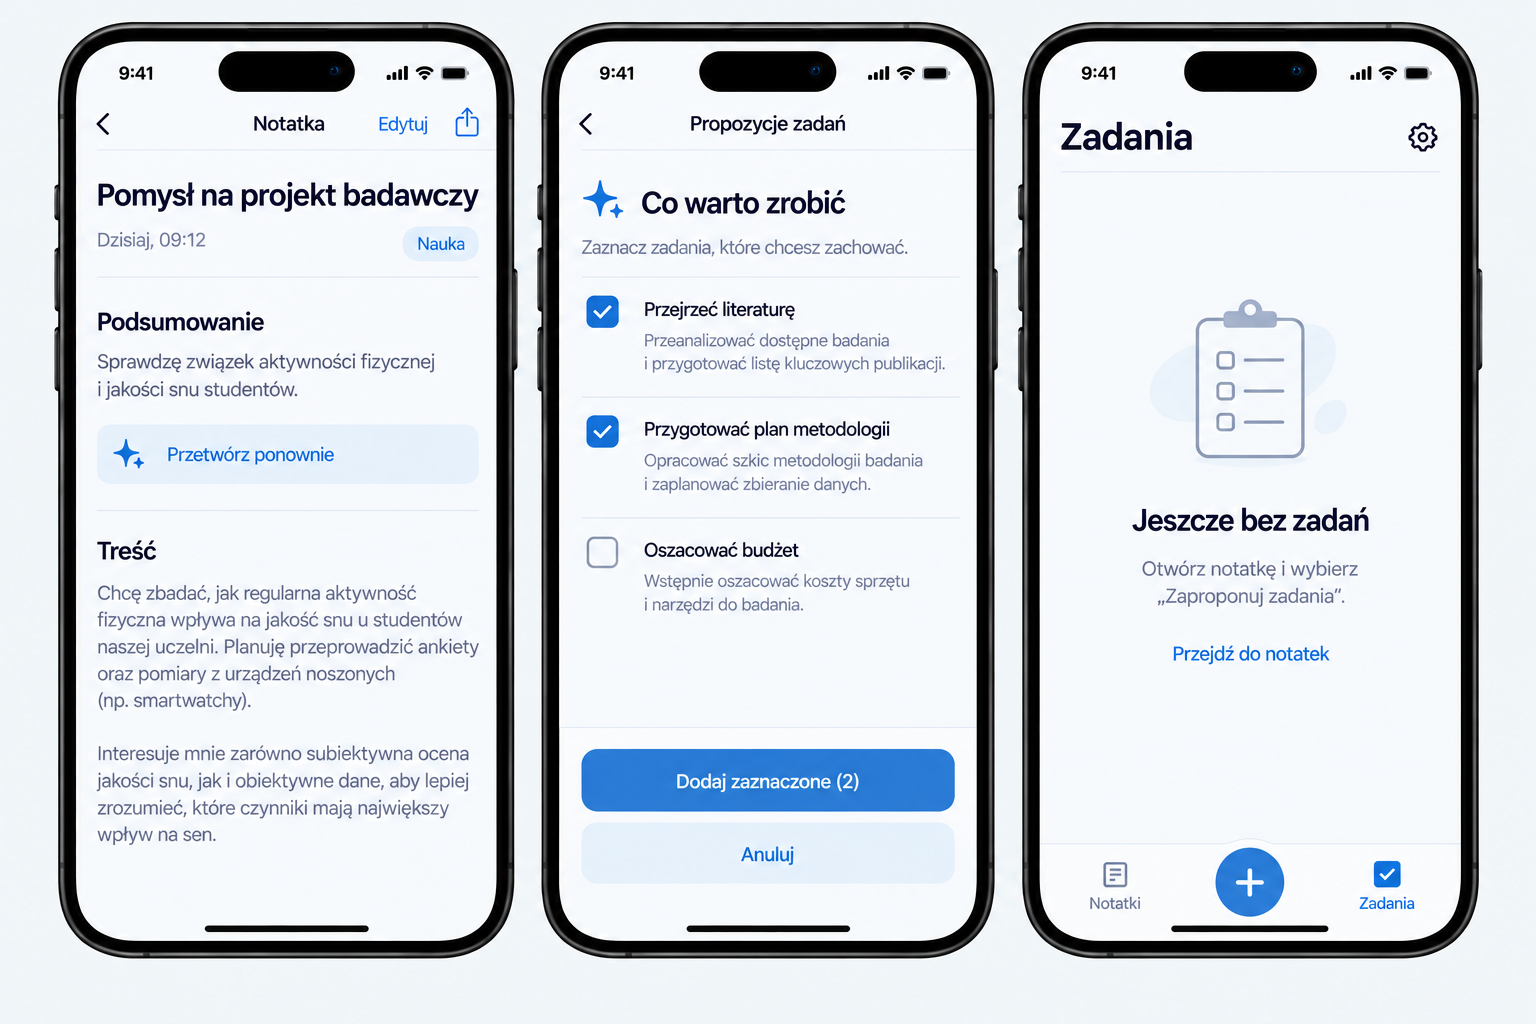 9:41
Notatka
Edytuj
Pomysł na projekt badawczy
Dzisiaj, 09:12
Nauka
Podsumowanie
Sprawdzę związek aktywności fizycznej
i jakości snu studentów.
Przetwórz ponownie
Treść
Chcę zbadać, jak regularna aktywność
fizyczna wpływa na jakość snu u studentów
naszej uczelni. Planuję przeprowadzić ankiety
oraz pomiary z urządzeń noszonych
(np. smartwatchy).
Interesuje mnie zarówno subiektywna ocena
jakości snu, jak i obiektywne dane, aby lepiej
zrozumieć, które czynniki mają największy
wpływ na sen.
9:41
Propozycje zadań
Co warto zrobić
Zaznacz zadania, które chcesz zachować.
Przejrzeć literaturę
Przeanalizować dostępne badania
i przygotować listę kluczowych publikacji.
Przygotować plan metodologii
Opracować szkic metodologii badania
i zaplanować zbieranie danych.
Oszacować budżet
Wstępnie oszacować koszty sprzętu
i narzędzi do badania.
Dodaj zaznaczone (2)
Anuluj
9:41
Zadania
Jeszcze bez zadań
Otwórz notatkę i wybierz
„Zaproponuj zadania“.
Przejdź do notatek
Notatki
Zadania